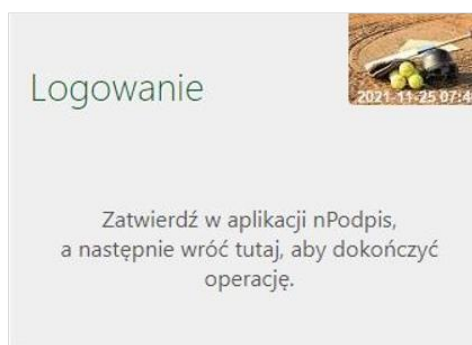 Logowanie
2021-11-25 07:4
Zatwierdź w aplikacji nPodpis,
a następnie wróć tutaj, aby dokończyć
operację.